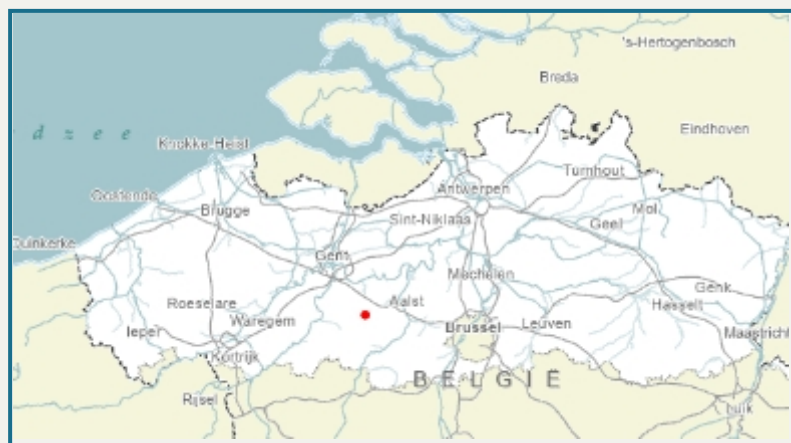 's-Hertogenbosch
Breda
d z e e
Eindhoven
Knokke-Heist
Turnhout
Antwerpen
Oostende
Mol
Brugge
Sint-Niklaas
Geel
Duinkerke
Gent
Mechelen
Genk
Roeselare
Aalst
Hasselt
Waregem
Brussel
Leuven
Ieper
Maastricht
Kortrijk
BELGIË
Rijsel
Luik